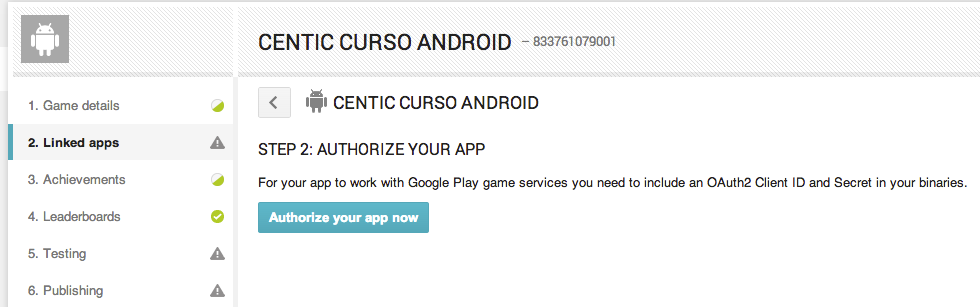 CENTIC CURSO ANDROID – 833761079001
1. Game details
2. Linked apps
3. Achievements
4. Leaderboards
5. Testing
6. Publishing
CENTIC CURSO ANDROID
STEP 2: AUTHORIZE YOUR APP
For your app to work with Google Play game services you need to include an OAuth2 Client ID and Secret in your binaries.
Authorize your app now